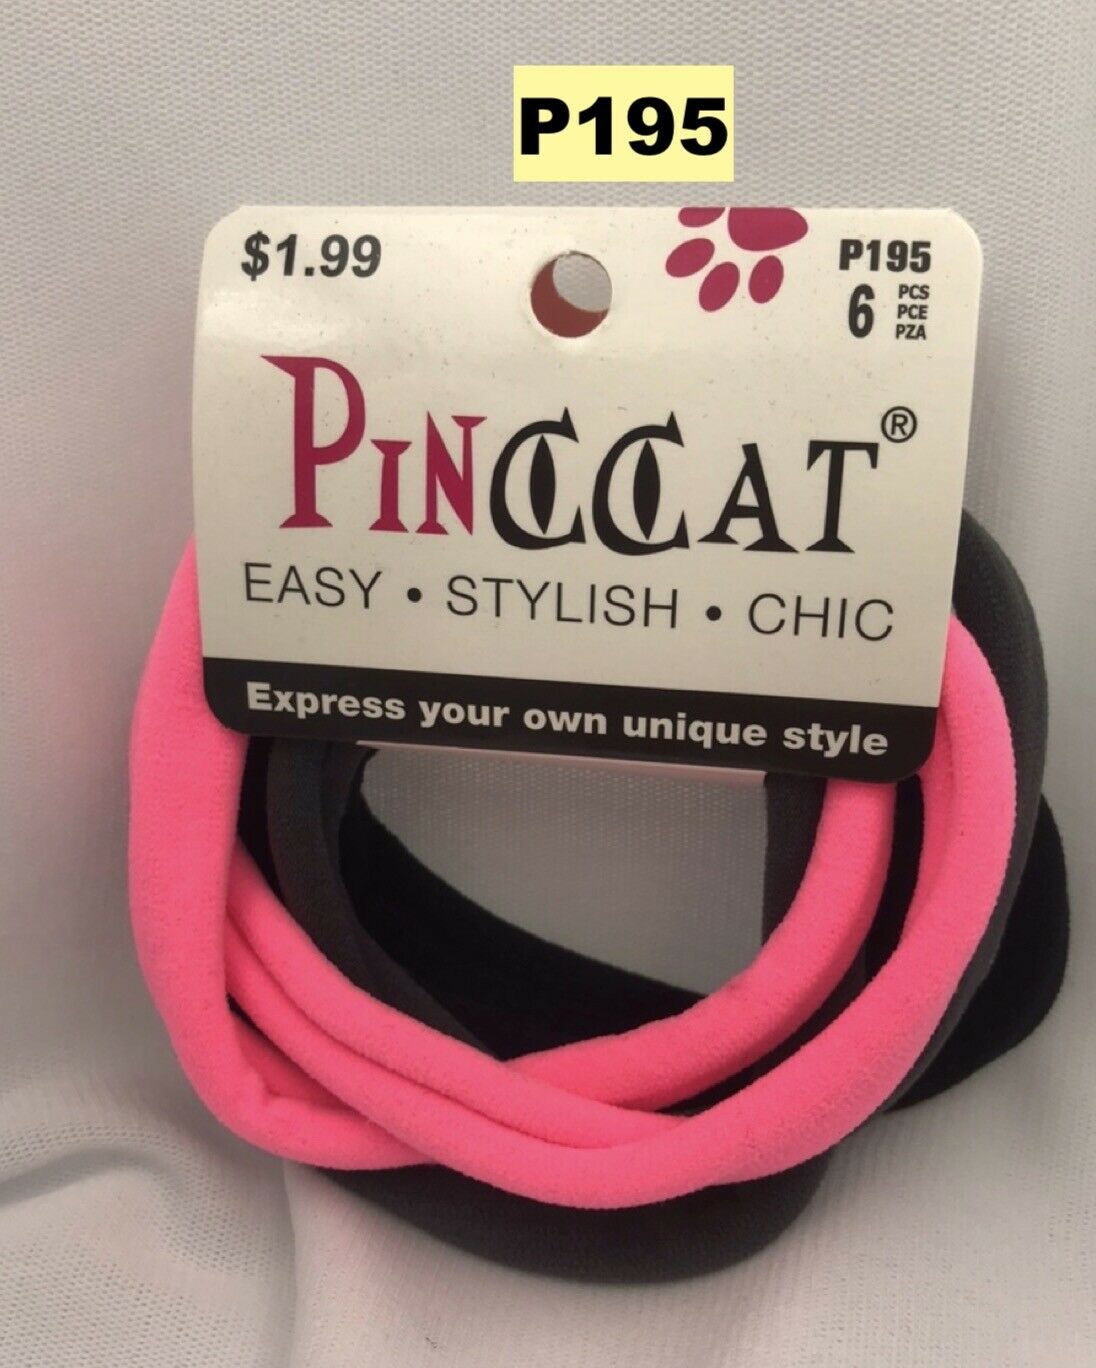 P195
$1.99
P195
6 PCS
PCE
PZA
PINCCAT®
EASY • STYLISH • CHIC
Express your own unique style